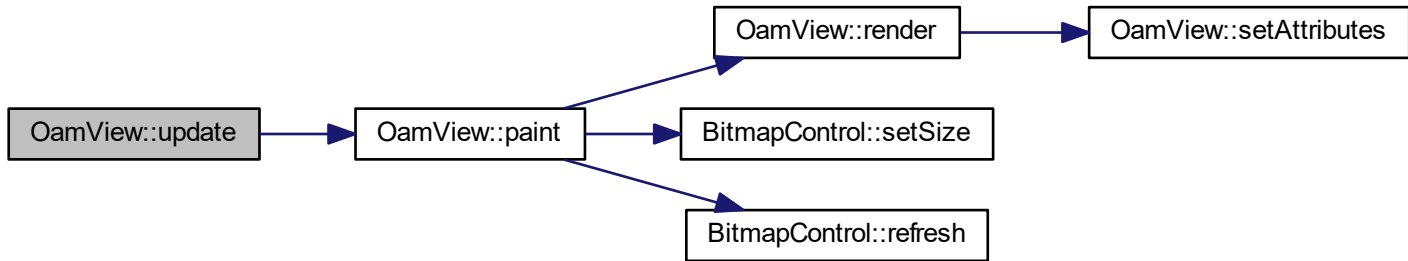 OamView::render
OamView::setAttributes
OamView::update
OamView::paint
BitmapControl::setSize
BitmapControl::refresh